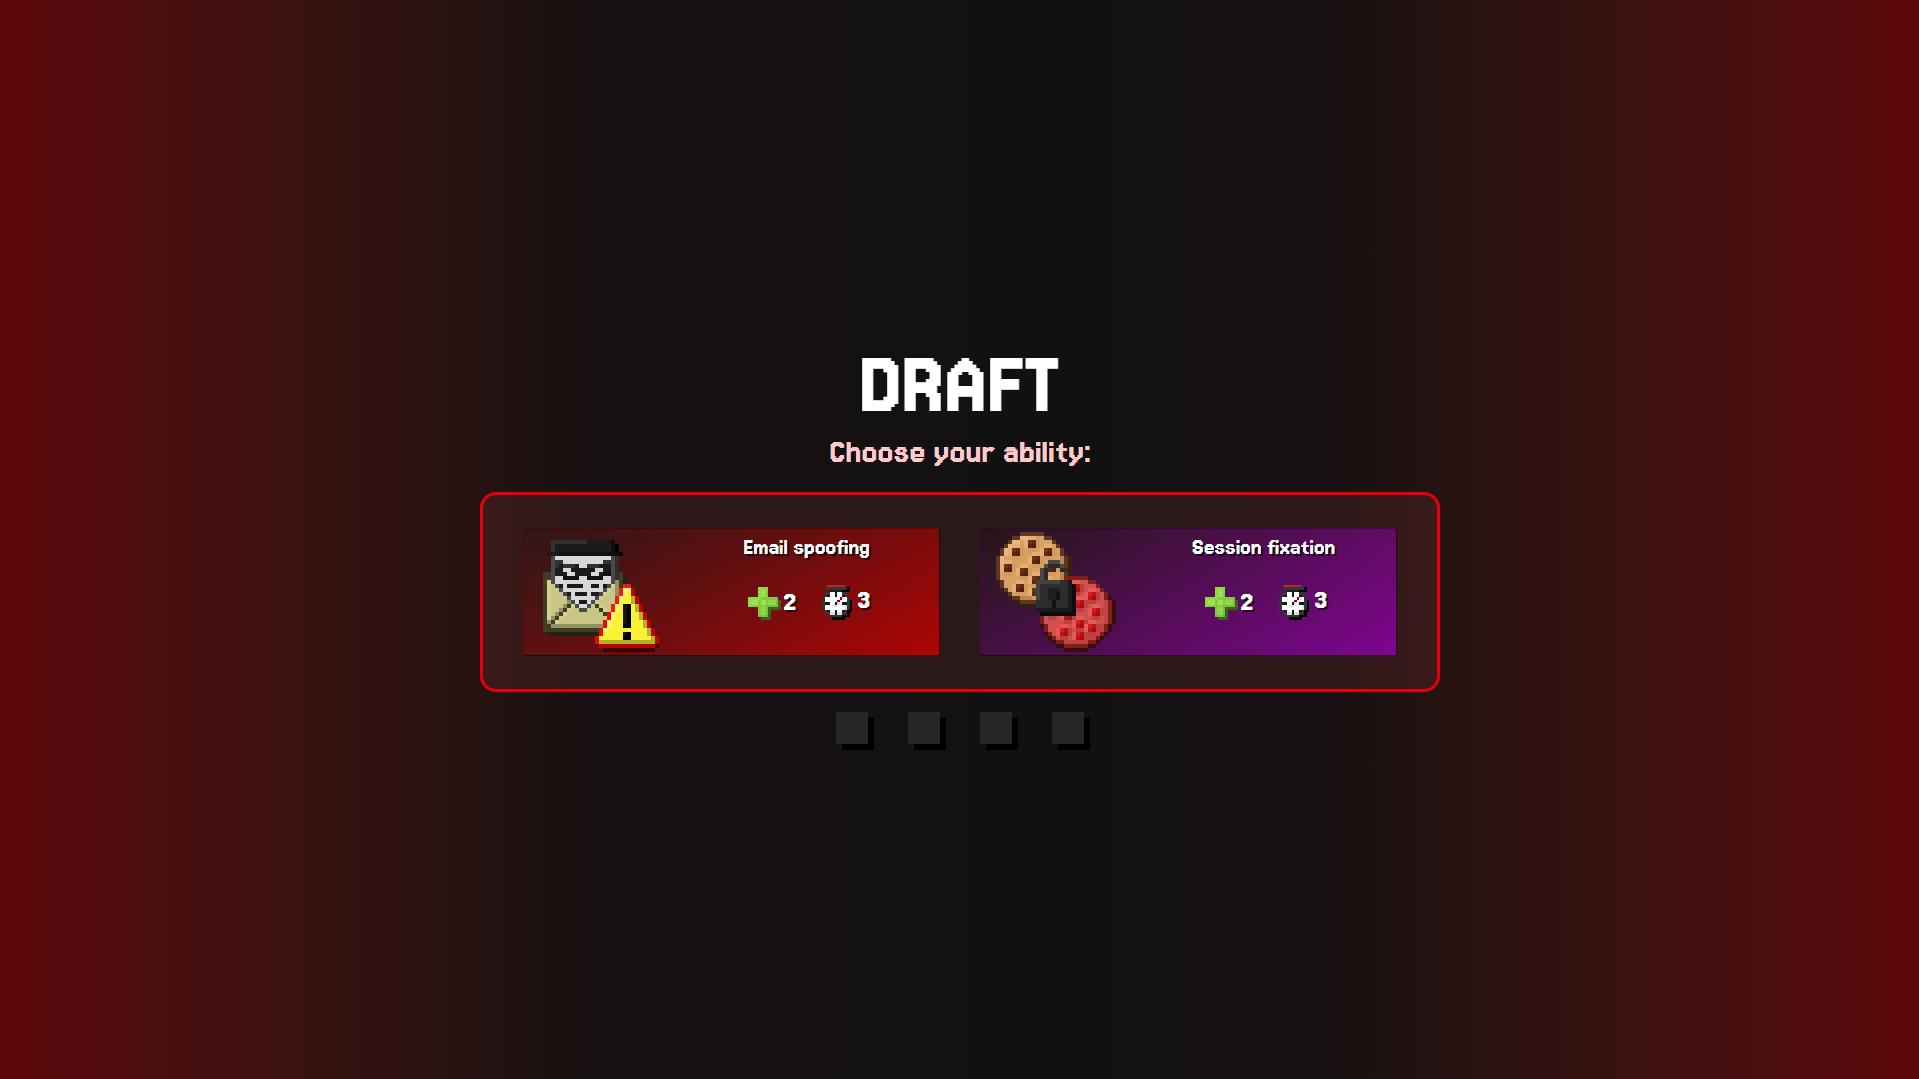 DRAFT
Choose your ability:
Email spoofing
2 3
Session fixation
2 3